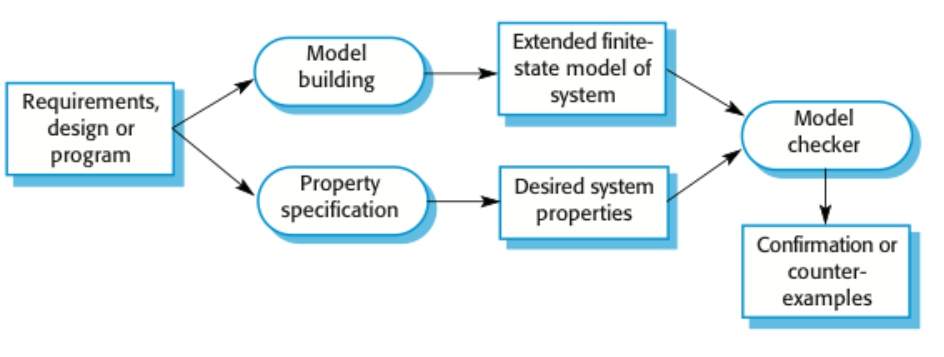 Requirements,
design or
program
Model
building
Extended finite-
state model of
system
Property
specification
Desired system
properties
Model
checker
Confirmation or
counter-
examples